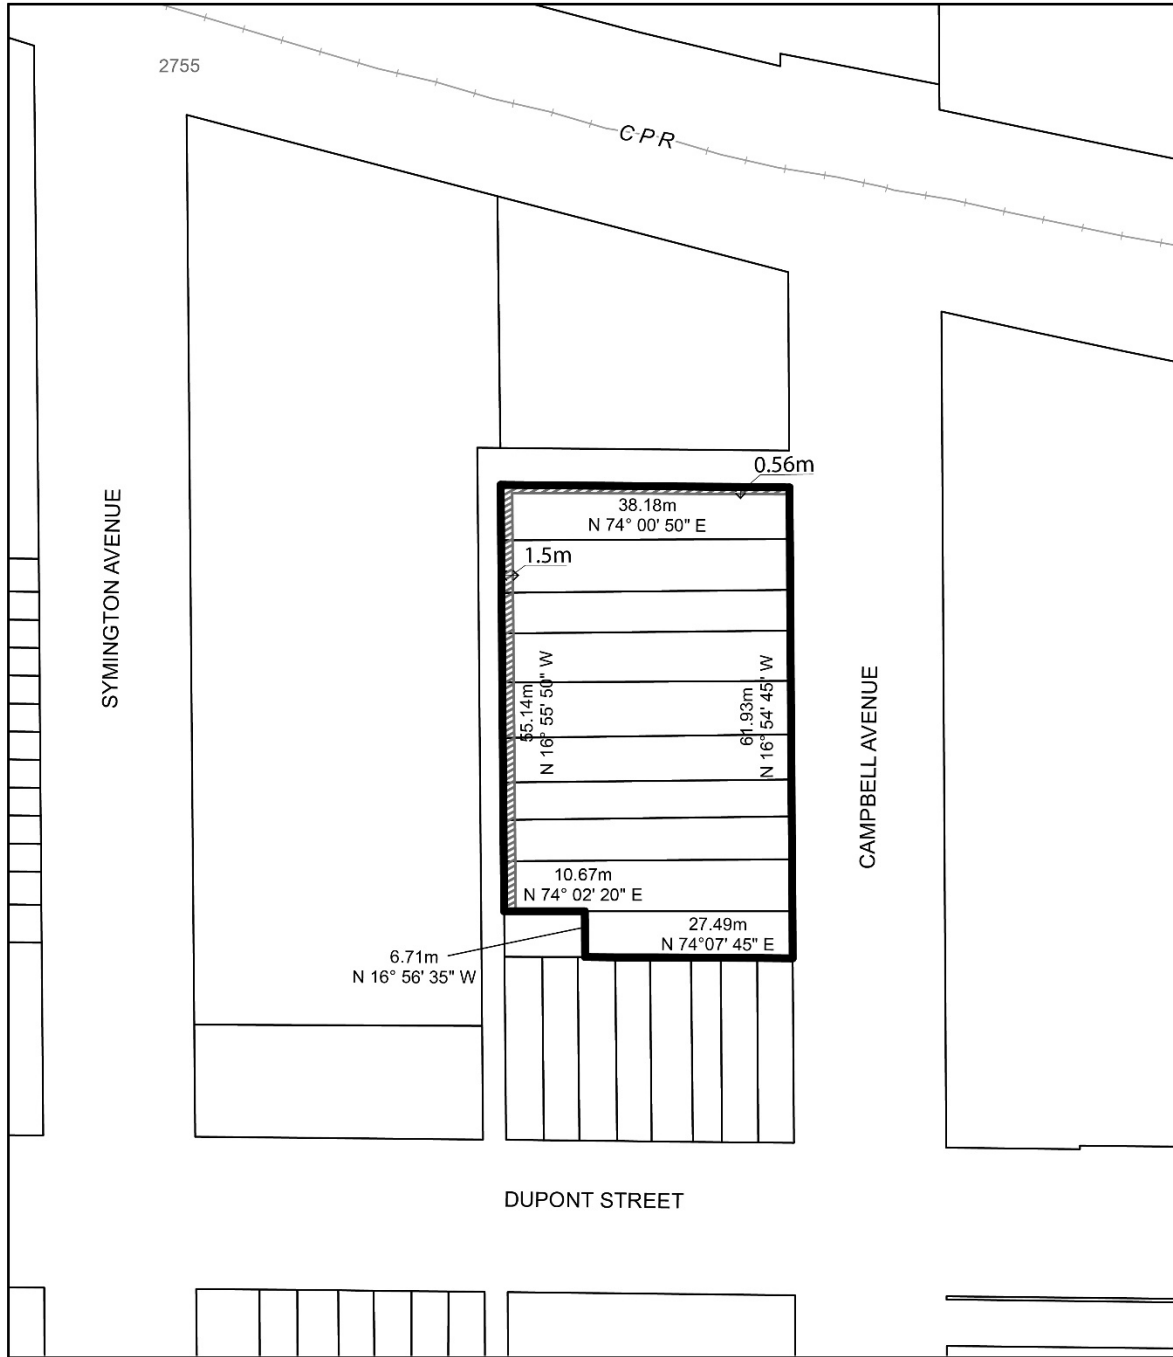 2755
CPR
0.56m
38.18m
N 74° 00' 50" E
1.5m
SYMINGTON AVENUE
55.14m
N 16° 55' 50" W
61.93m
N 16° 54' 45" W
CAMPBELL AVENUE
10.67m
N 74° 02' 20" E
27.49m
N 74°07' 45" E
6.71m
N 16° 56' 35" W
DUPONT STREET